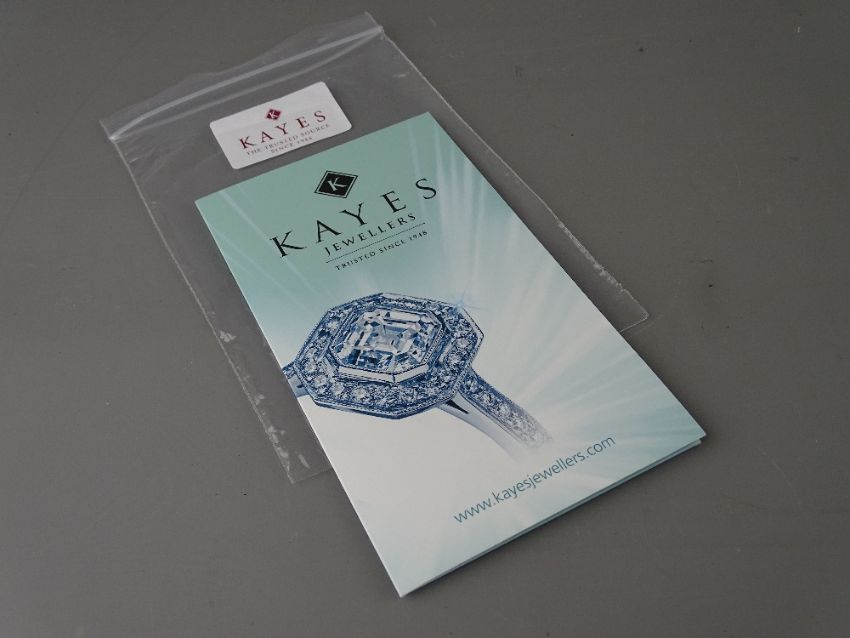 K
KAYES
THE TRUSTED SOURCE
SINCE 1948
K
KAYES
JEWELLERS
TRUSTED SINCE 1948
www.kayesjewellers.com